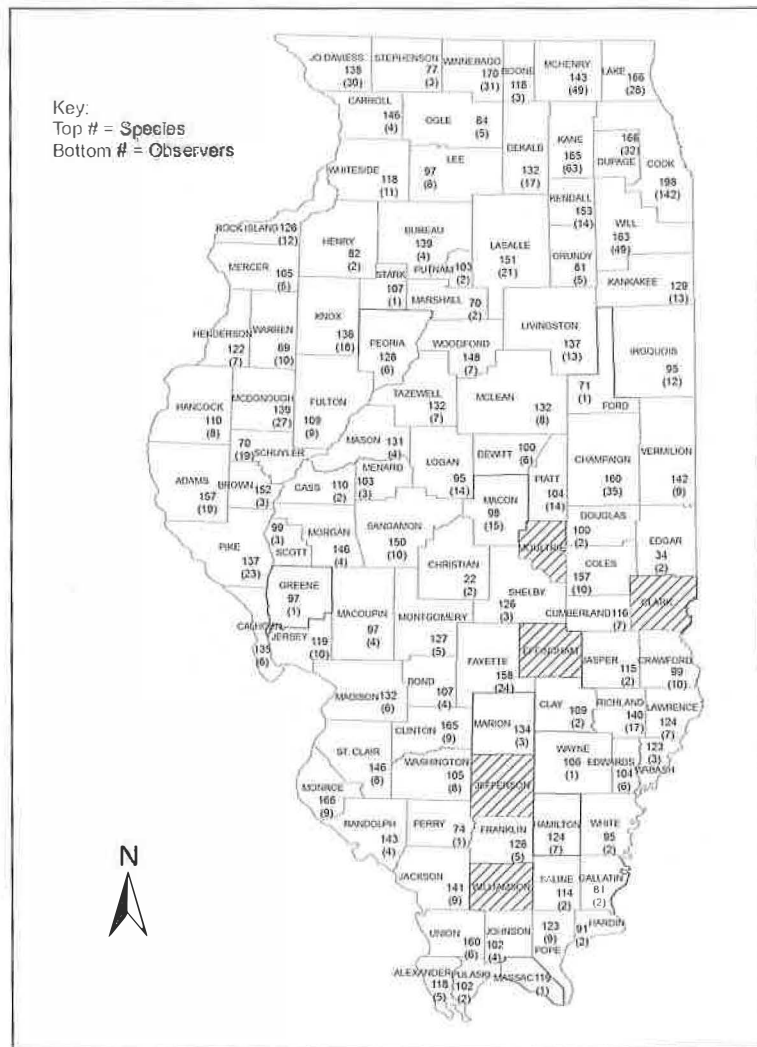 Key:
Top # = Species
Bottom # = Observers
JO DAVIESS
138
(30)
STEPHENSON
77
(3)
WINNEBAGO
170
(31)
BOONE
118
(3)
MCHENRY
143
(49)
LAKE
166
(28)
CARROLL
146
(4)
OGLE
84
(5)
DEKALB
132
(17)
KANE
165
(63)
166
(32)
DUPAGE
COOK
198
(142)
WHITESIDE
118
(11)
LEE
97
(8)
KENDALL
153
(14)
WILL
163
(49)
ROCK ISLAND 126
(12)
HENRY
82
(2)
BUREAU
139
(4)
LASALLE
151
(21)
GRUNDY
61
(5)
KANKAKEE
129
(13)
MERCER
105
(5)
STARK
107
(1)
PUTNAM 103
(2)
MARSHALL 70
(2)
HENDERSON
122
(7)
WARREN
69
(10)
KNOX
138
(18)
PEORIA
128
(6)
WOODFORD
148
(7)
LIVINGSTON
137
(13)
IROQUOIS
95
(12)
HANCOCK
110
(8)
MCDONOUGH
139
(27)
FULTON
109
(9)
TAZEWELL
132
(7)
MCLEAN
132
(8)
71
(1)
FORD
70
(19)
SCHUYLER
MASON 131
(4)
LOGAN
95
(14)
DEWITT 100
(6)
PIATT
104
(14)
CHAMPAIGN
160
(35)
VERMILION
142
(9)
ADAMS
157
(19)
BROWN 152
(3)
CASS 110
(2)
MENARD
103
(3)
MACON
98
(15)
DOUGLAS
100
(2)
EDGAR
34
(2)
PIKE
137
(23)
99
(3)
SCOTT
MORGAN
146
(4)
SANGAMON
150
(10)
CHRISTIAN
22
(2)
MOULTRIE
COLES
157
(10)
CLARK
GREENE
97
(1)
MACOUPIN
97
(4)
MONTGOMERY
127
(5)
SHELBY
126
(3)
CUMBERLAND 116
(7)
CALHOUN
135
(6)
JERSEY 119
(10)
FAYETTE
158
(24)
EFFINGHAM
JASPER
115
(2)
CRAWFORD
99
(10)
MADISON 132
(6)
BOND
107
(4)
CLAY 109
(2)
RICHLAND
140
(17)
LAWRENCE
124
(7)
CLINTON 165
(9)
MARION
134
(3)
WAYNE
106
(1)
EDWARDS
104
(6)
123
(3)
WABASH
ST. CLAIR
146
(8)
WASHINGTON
105
(8)
JEFFERSON
MONROE
166
(9)
RANDOLPH
143
(4)
PERRY 74
(1)
FRANKLIN
128
(5)
HAMILTON
124
(7)
WHITE
95
(2)
JACKSON
141
(9)
WILLIAMSON
SALINE
114
(2)
GALLATIN
81
(2)
UNION
160
(6)
JOHNSON
102
(4)
123
(9)
POPE
91
(2)
HARDIN
ALEXANDER
118
(5)
PULASKI
102
(2)
MASSAC 119
(1)
N